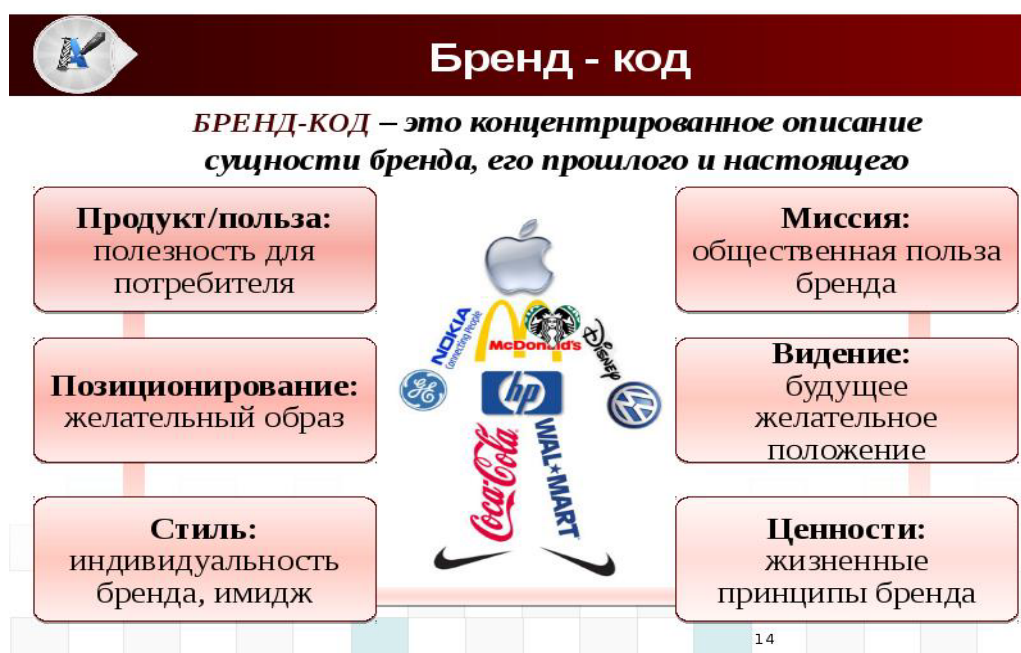 Бренд - код
БРЕНД-КОД – это концентрированное описание
сущности бренда, его прошлого и настоящего
Продукт/польза:
полезность для
потребителя
Позиционирование:
желательный образ
Стиль:
индивидуальность
бренда, имидж
NOKIA
Connecting People
McDonald's
DISNEY
GE
hp
VW
Coca-Cola
WAL★MART
Миссия:
общественная польза
бренда
Видение:
будущее
желательное
положение
Ценности:
жизненные
принципы бренда
14